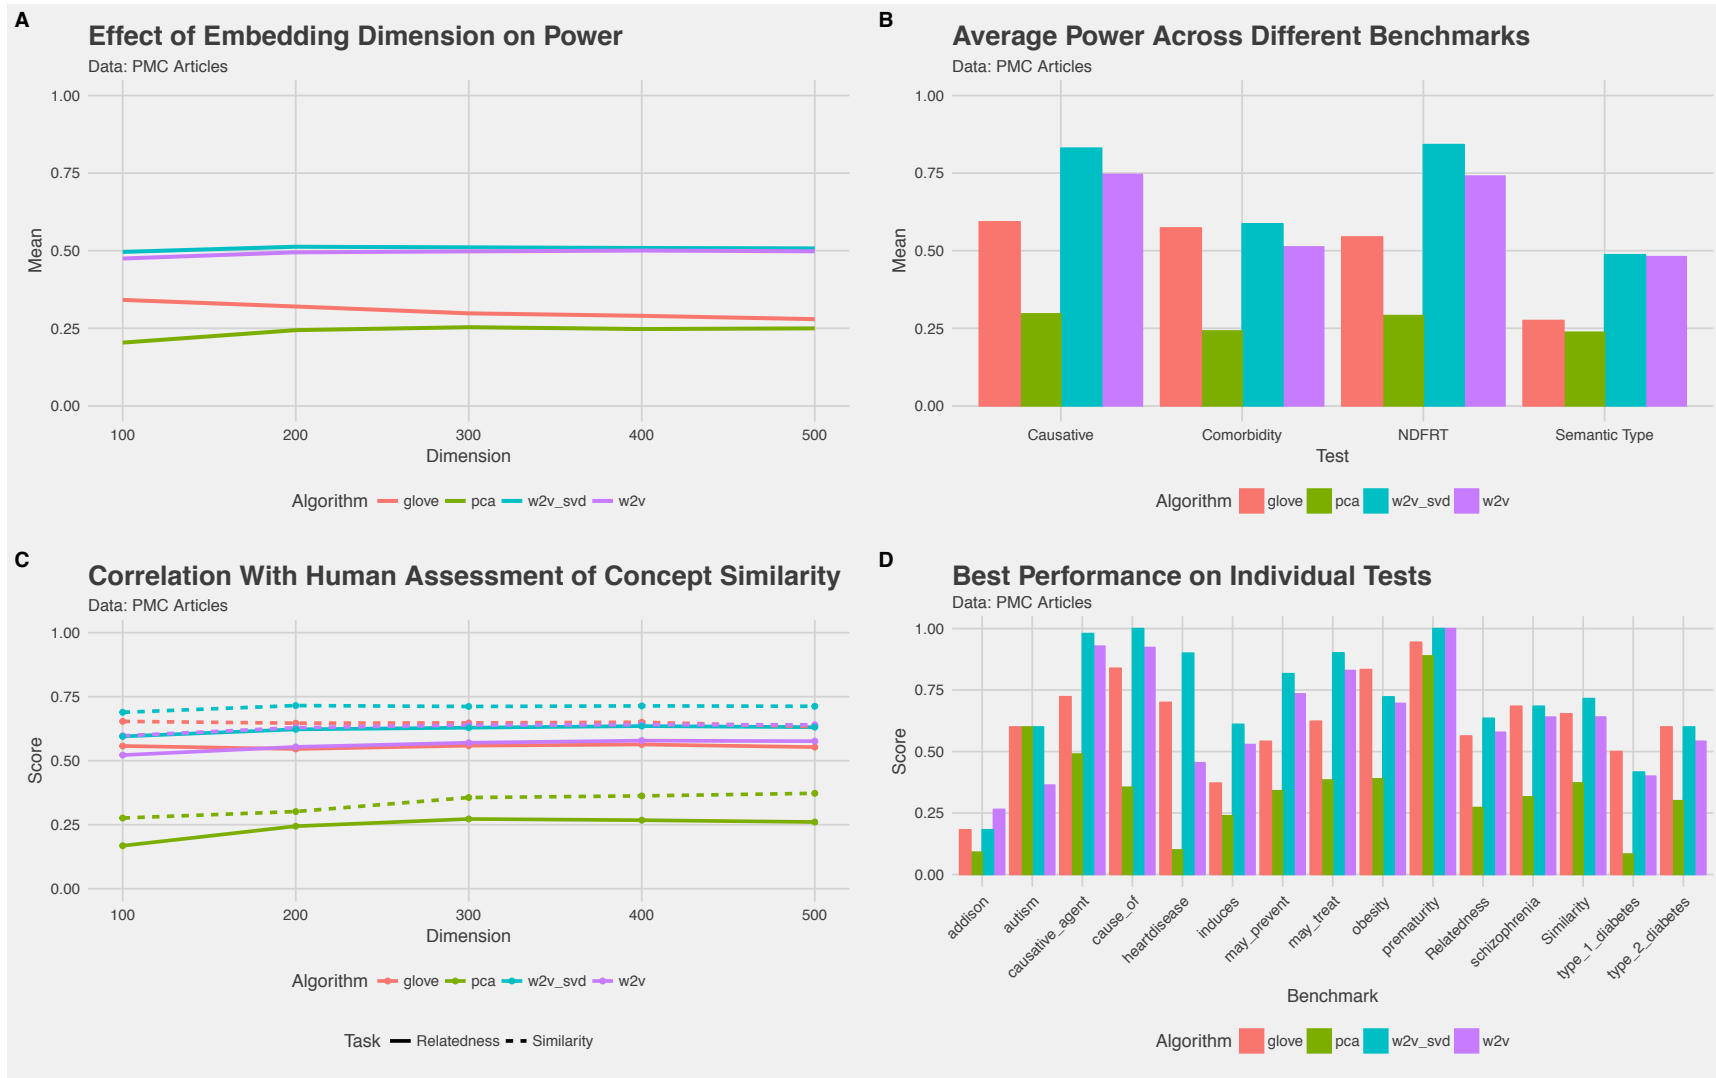 A
Effect of Embedding Dimension on Power
Data: PMC Articles
1.00
0.75
0.50
0.25
0.00
Mean
100 200 300 400 500
Dimension
Algorithm glove pca w2v_svd w2v
B
Average Power Across Different Benchmarks
Data: PMC Articles
1.00
0.75
0.50
0.25
0.00
Mean
Causative Comorbidity NDFRT Semantic Type
Test
Algorithm glove pca w2v_svd w2v
C
Correlation With Human Assessment of Concept Similarity
Data: PMC Articles
1.00
0.75
0.50
0.25
0.00
Score
100 200 300 400 500
Dimension
Algorithm glove pca w2v_svd w2v
Task Relatedness Similarity
D
Best Performance on Individual Tests
Data: PMC Articles
1.00
0.75
0.50
0.25
0.00
Score
addison autism causative_agent cause_of heartdisease induces may_prevent may_treat obesity prematurity Relatedness schizophrenia Similarity type_1_diabetes type_2_diabetes
Benchmark
Algorithm glove pca w2v_svd w2v